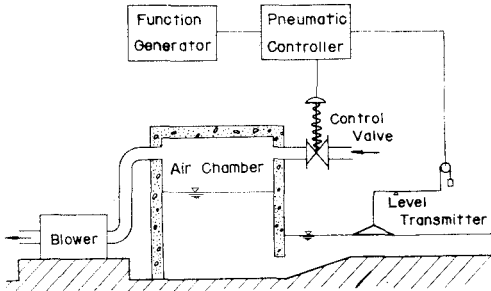 Function
Generator
Pneumatic
Controller
Control
Valve
Air Chamber
Level
Transmitter
Blower